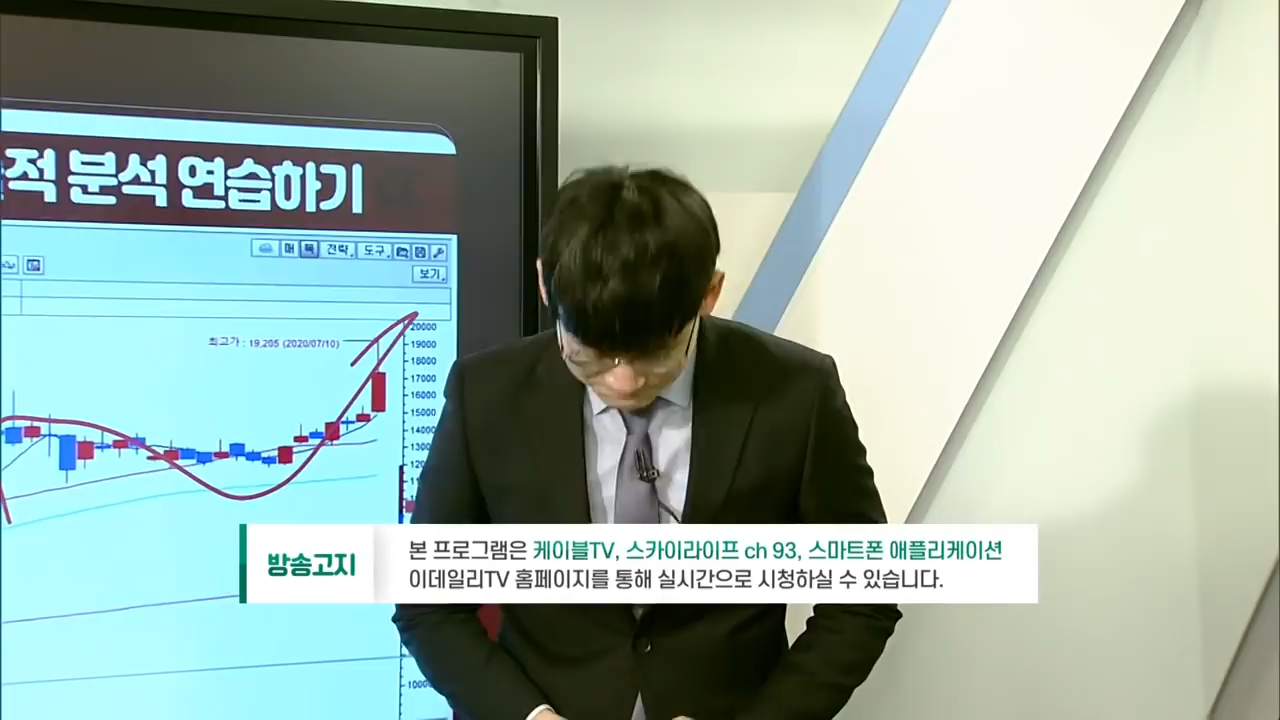 적 분석 연습하기
매 목 전략 도구
보기
최고가 : 19,205 (2020/07/10)
20000
19000
18000
17000
16000
15000
14000
13000
방송고지
본 프로그램은 케이블TV, 스카이라이프 ch 93, 스마트폰 애플리케이션
이데일리TV 홈페이지를 통해 실시간으로 시청하실 수 있습니다.